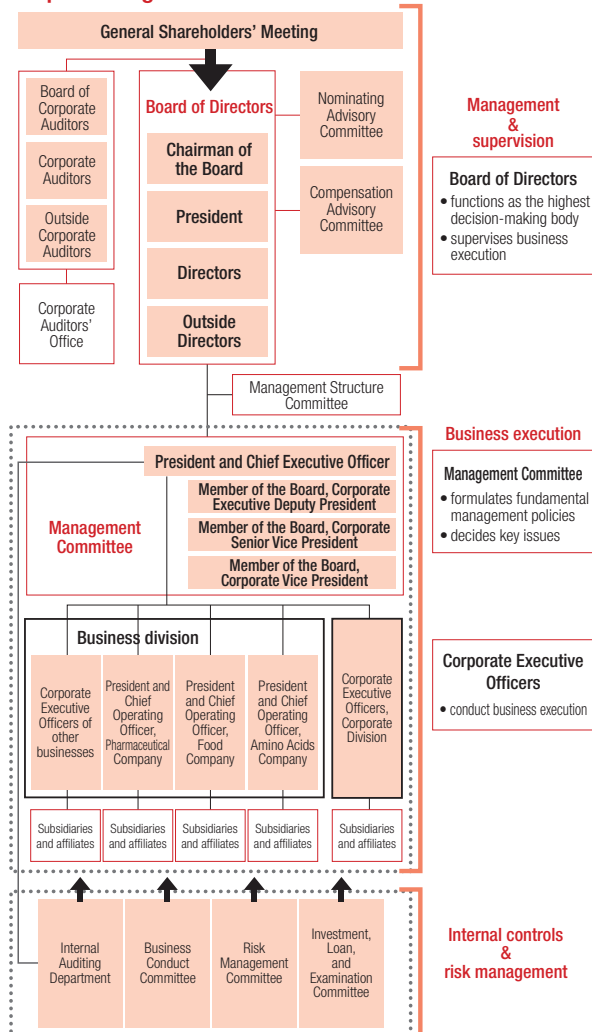 General Shareholders' Meeting
Board of
Corporate
Auditors
Corporate
Auditors
Outside
Corporate
Auditors
Corporate
Auditors'
Office
Board of Directors
Chairman of
the Board
President
Directors
Outside
Directors
Nominating
Advisory
Committee
Compensation
Advisory
Committee
Management
&
supervision
Board of Directors
• functions as the highest
decision-making body
• supervises business
execution
Management Structure
Committee
Business execution
President and Chief Executive Officer
Member of the Board, Corporate
Executive Deputy President
Member of the Board, Corporate
Senior Vice President
Member of the Board,
Corporate Vice President
Management
Committee
Management Committee
• formulates fundamental
management policies
• decides key issues
Business division
Corporate
Executive
Officers of
other
businesses
President and
Chief
Operating
Officer,
Pharmaceutical
Company
President and
Chief
Operating
Officer,
Food
Company
President and
Chief
Operating
Officer,
Amino Acids
Company
Corporate
Executive
Officers,
Corporate
Division
Corporate Executive
Officers
• conduct business execution
Subsidiaries
and affiliates
Subsidiaries
and affiliates
Subsidiaries
and affiliates
Subsidiaries
and affiliates
Subsidiaries
and affiliates
Internal
Auditing
Department
Business
Conduct
Committee
Risk
Management
Committee
Investment,
Loan,
and
Examination
Committee
Internal controls
&
risk management